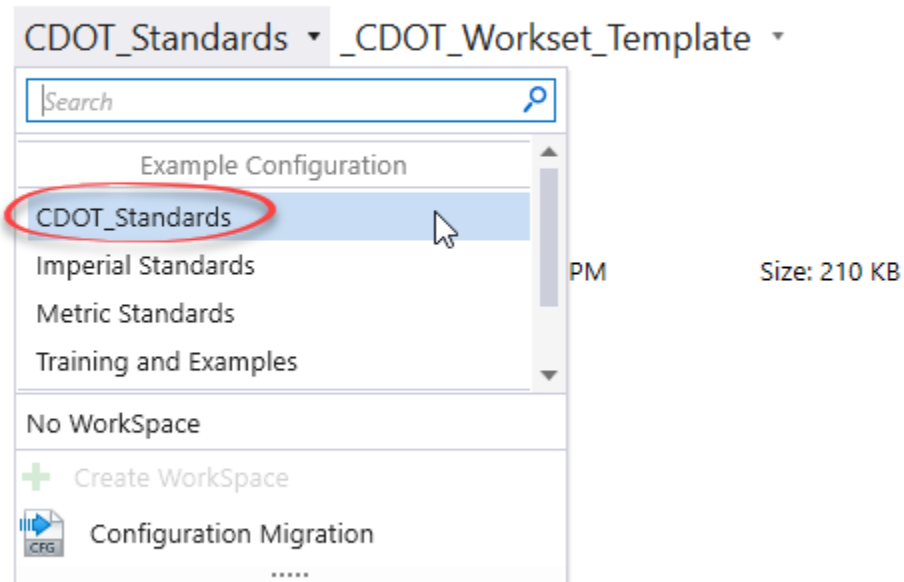 CDOT_Standards _CDOT_Workset_Template
Search
Example Configuration
CDOT_Standards
Imperial Standards
PM Size: 210 KB
Metric Standards
Training and Examples
No WorkSpace
Create WorkSpace
CFG Configuration Migration